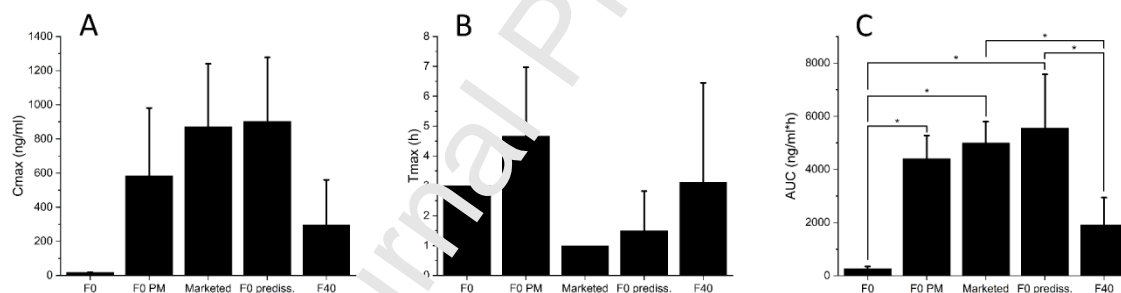 A
Cmax (ng/ml)
1400
1200
1000
800
600
400
200
0
F0 F0 PM Marketed F0 prediss. F40
B
Tmax (h)
8
7
6
5
4
3
2
1
0
F0 F0 PM Marketed F0 prediss. F40
C
AUC (ng/ml*h)
8000
6000
4000
2000
0
* * * * *
F0 F0 PM Marketed F0 prediss. F40
urnal P